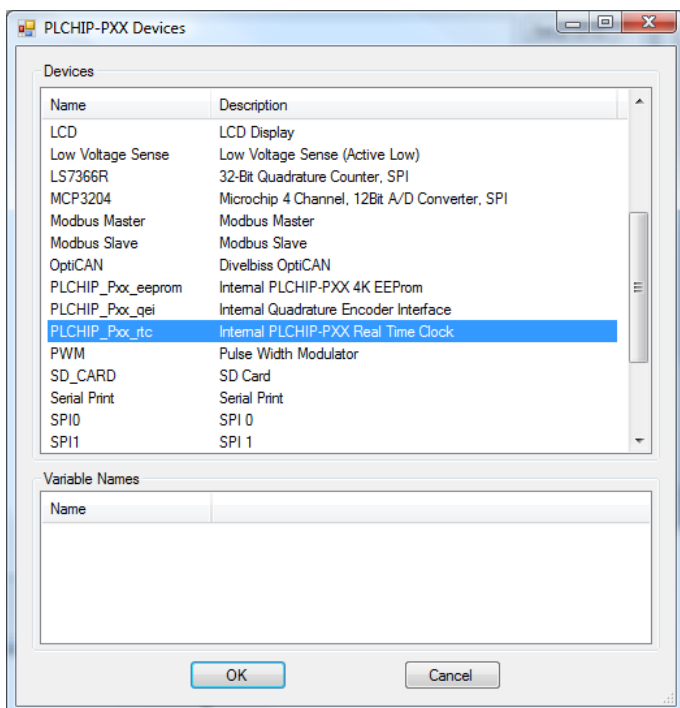 PLCHIP-PXX Devices
Devices
Name Description
LCD LCD Display
Low Voltage Sense Low Voltage Sense (Active Low)
LS7366R 32-Bit Quadrature Counter, SPI
MCP3204 Microchip 4 Channel, 12Bit A/D Converter, SPI
Modbus Master Modbus Master
Modbus Slave Modbus Slave
OptiCAN Divelbiss OptiCAN
PLCHIP_Pxx_eeprom Internal PLCHIP-PXX 4K EEProm
PLCHIP_Pxx_qei Internal Quadrature Encoder Interface
PLCHIP_Pxx_rtc Internal PLCHIP-PXX Real Time Clock
PWM Pulse Width Modulator
SD_CARD SD Card
Serial Print Serial Print
SPI0 SPI 0
SPI1 SPI 1
Variable Names
Name
OK Cancel